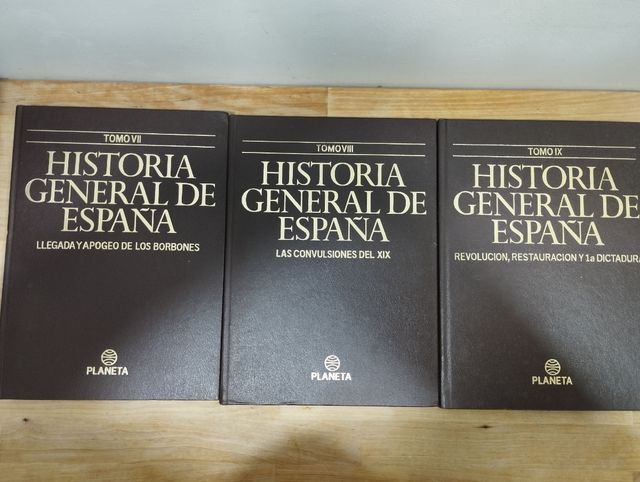 TOMO VII
HISTORIA
GENERAL DE
ESPAÑA
LLEGADA Y APOGEO DE LOS BORBONES
PLANETA
TOMO VIII
HISTORIA
GENERAL DE
ESPAÑA
LAS CONVULSIONES DEL XIX
PLANETA
TOMO IX
HISTORIA
GENERAL DE
ESPAÑA
REVOLUCION, RESTAURACION Y 1a DICTADURA
PLANETA